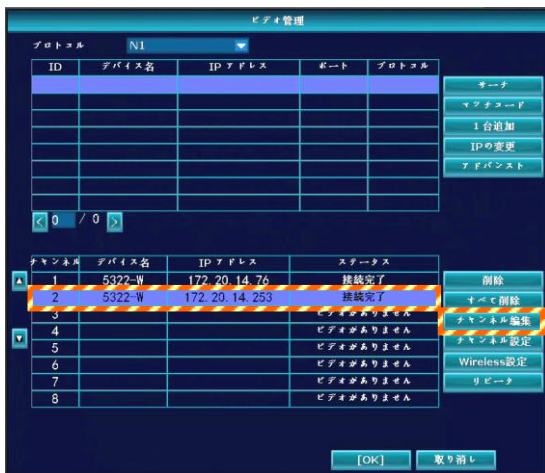 ビデオ管理
プロトコル N1
ID デバイス名 IP アドレス ポート プロトコル
サーチ
マッチコード
1 台追加
IPの変更
アドバンスト
0 / 0
チャンネル デバイス名 IP アドレス ステータス
1 5322-W 172. 20. 14. 76 接続完了 削除
2 5322-W 172. 20. 14. 253 接続完了 すべて削除
3 ビデオがありません チャンネル編集
4 ビデオがありません チャンネル設定
5 ビデオがありません
6 ビデオがありません Wireless設定
7 ビデオがありません リピータ
8 ビデオがありません
[OK] 取り消し